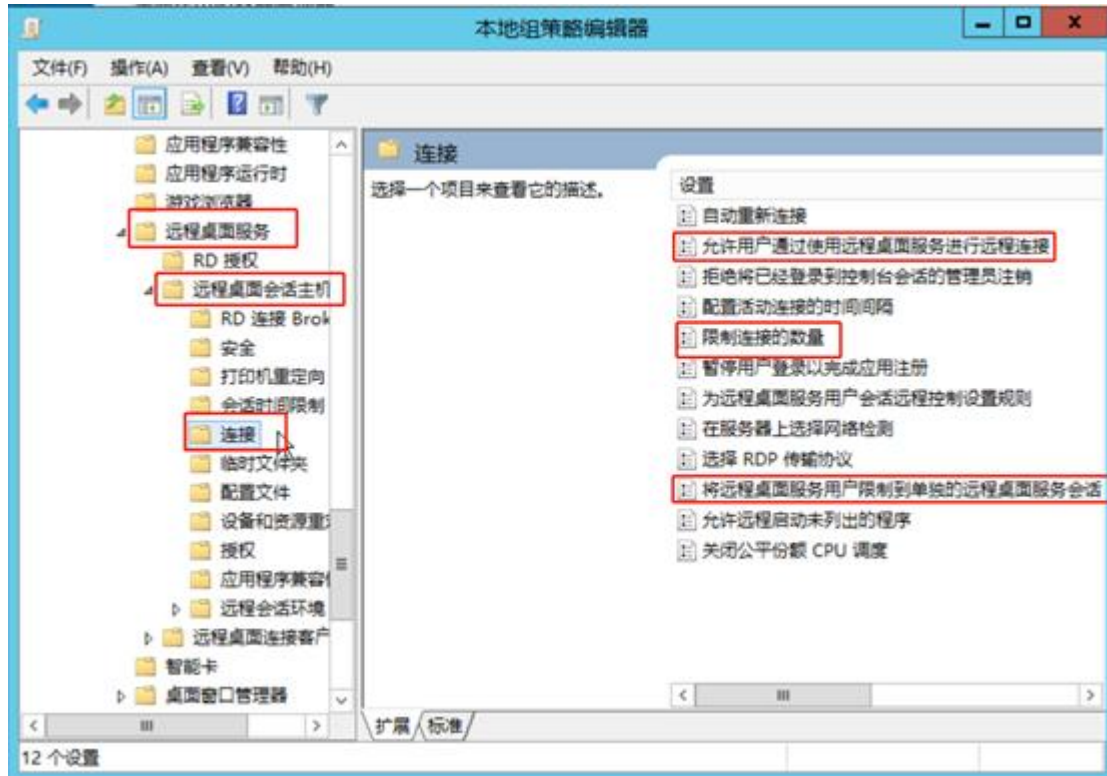 本地组策略编辑器
文件(F) 操作(A) 查看(V) 帮助(H)
应用程序兼容性
应用程序运行时
游戏浏览器
远程桌面服务
RD 授权
远程桌面会话主机
RD 连接 Brok
安全
打印机重定向
会话时间限制
连接
临时文件夹
配置文件
设备和资源重
授权
应用程序兼容
远程会话环境
远程桌面连接客户
智能卡
桌面窗口管理器
连接
选择一个项目来查看它的描述。
设置
自动重新连接
允许用户通过使用远程桌面服务进行远程连接
拒绝将已经登录到控制台会话的管理员注销
配置活动连接的时间间隔
限制连接的数量
暂停用户登录以完成应用注册
为远程桌面服务用户会话远程控制设置规则
在服务器上选择网络检测
选择 RDP 传输协议
将远程桌面服务用户限制到单独的远程桌面服务会话
允许远程启动未列出的程序
关闭公平份额 CPU 调度
扩展 标准
12 个设置